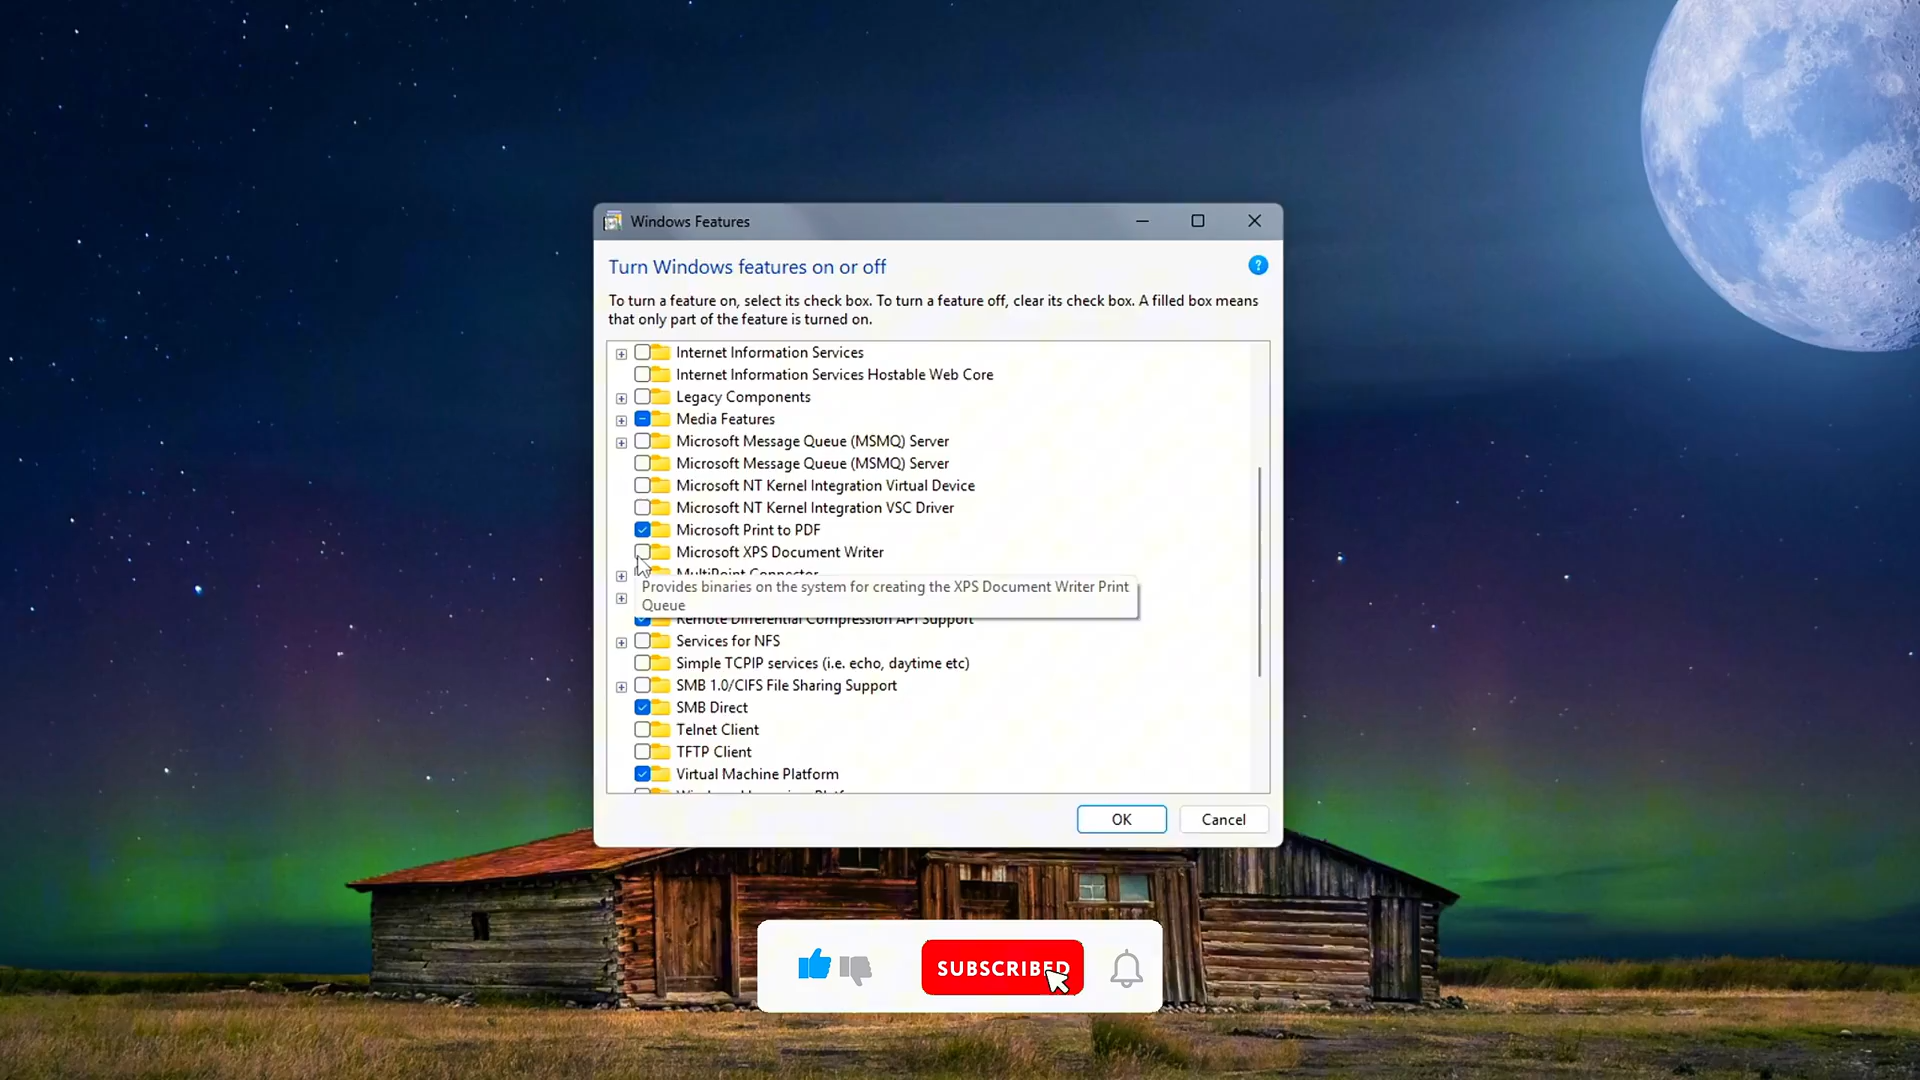 Windows Features
Turn Windows features on or off
?
To turn a feature on, select its check box. To turn a feature off, clear its check box. A filled box means
that only part of the feature is turned on.
Internet Information Services
Internet Information Services Hostable Web Core
Legacy Components
Media Features
Microsoft Message Queue (MSMQ) Server
Microsoft Message Queue (MSMQ) Server
Microsoft NT Kernel Integration Virtual Device
Microsoft NT Kernel Integration VSC Driver
Microsoft Print to PDF
Microsoft XPS Document Writer
MultiPoint Connector
Provides binaries on the system for creating the XPS Document Writer Print
Queue
Remote Differential Compression API Support
Services for NFS
Simple TCPIP services (i.e. echo, daytime etc)
SMB 1.0/CIFS File Sharing Support
SMB Direct
Telnet Client
TFTP Client
Virtual Machine Platform
OK
Cancel
SUBSCRIBED